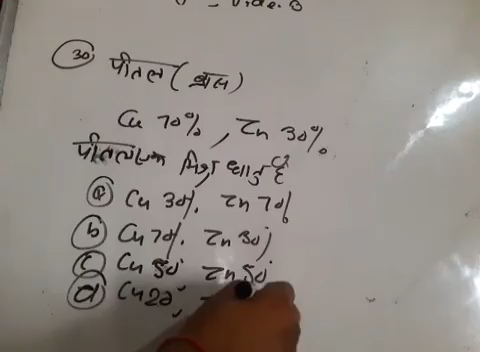 30 पीतल (ब्रास)
Cu 70%, Zn 30%
पीतल एक मिश्र धातु है
a Cu 30%. Zn 70%
b Cu 70%. Zn 30%
c Cu 50% Zn 50%
d Cu 20%,